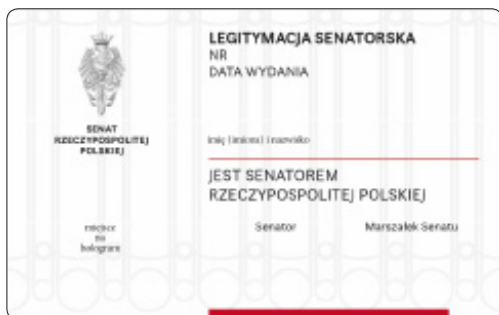 LEGITYMACJA SENATORSKA
NR
DATA WYDANIA
SENAT
RZECZYPOSPOLITEJ
POLSKIEJ
imię (imiona) i nazwisko
JEST SENATOREM
RZECZYPOSPOLITEJ POLSKIEJ
Senator Marszałek Senatu
miejsce
na
hologram